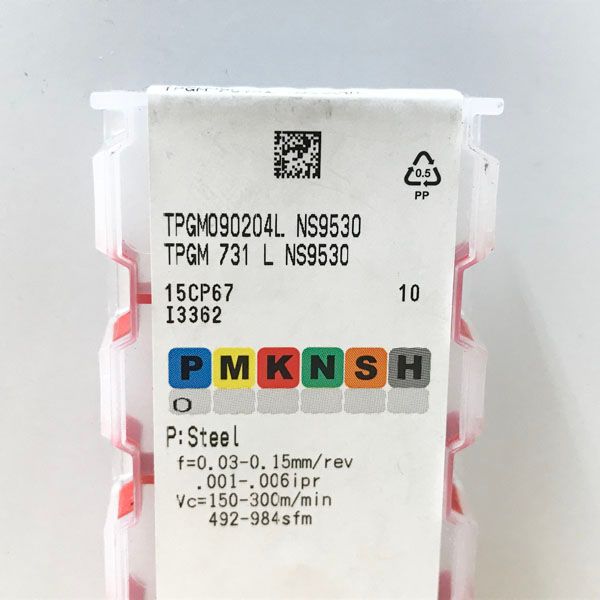 0.5
PP
TPGM090204L NS9530
TPGM 731 L NS9530
15CP67 10
I3362
P M K N S H
O
P:Steel
f=0.03-0.15mm/rev
.001-.006ipr
Vc=150-300m/min
492-984sfm